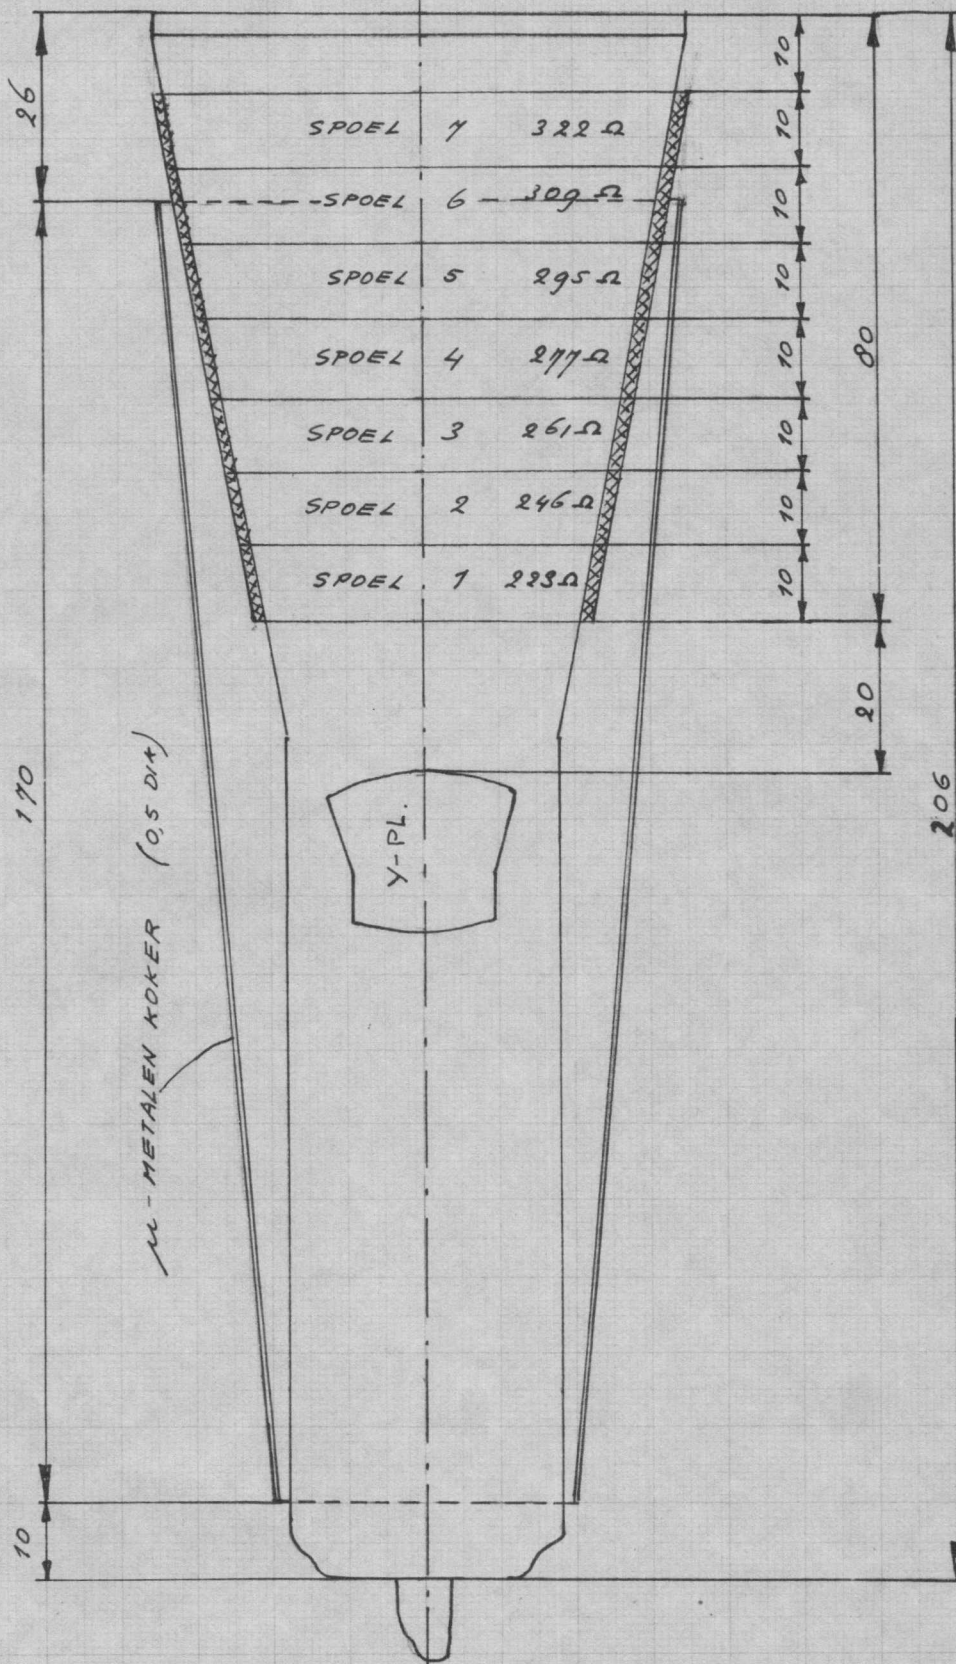 26
10
SPOEL 7 322 Ω
10
SPOEL 6 309 Ω
10
SPOEL 5 295 Ω
10
SPOEL 4 277 Ω
10
SPOEL 3 261 Ω
10
SPOEL 2 246 Ω
10
SPOEL 1 223 Ω
10
80
20
170
206
μ-METALEN KOKER (0,5 DIK)
Y-PL.
10